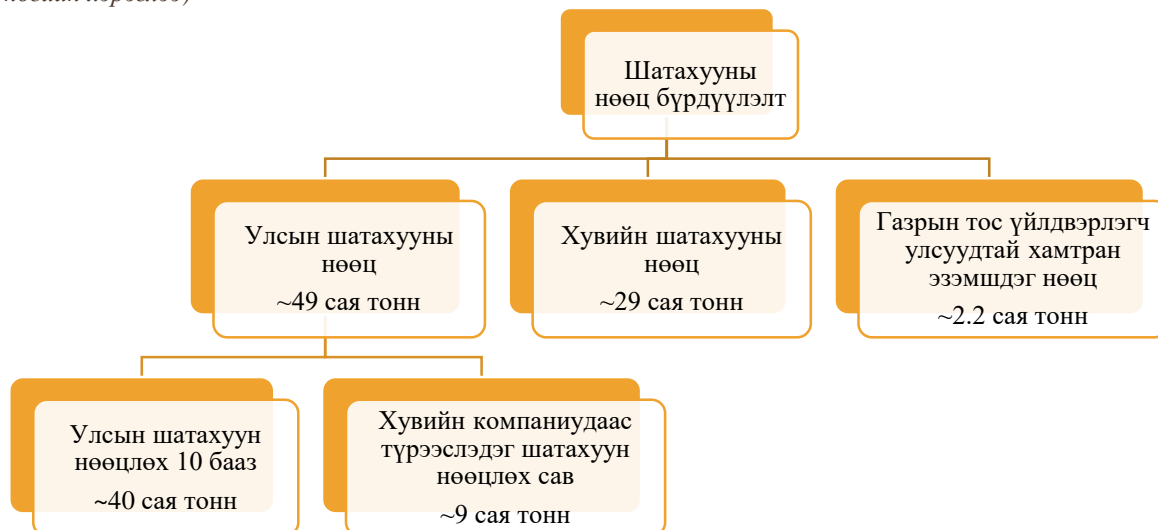 Шатахууны
нөөц бүрдүүлэлт
Улсын шатахууны
нөөц
~49 сая тонн
Хувийн шатахууны
нөөц
~29 сая тонн
Газрын тос үйлдвэрлэгч
улсуудтай хамтран
эзэмшдэг нөөц
~2.2 сая тонн
Улсын шатахуун
нөөцлөх 10 бааз
~40 сая тонн
Хувийн компаниудаас
түрээслэдэг шатахуун
нөөцлөх сав
~9 сая тонн